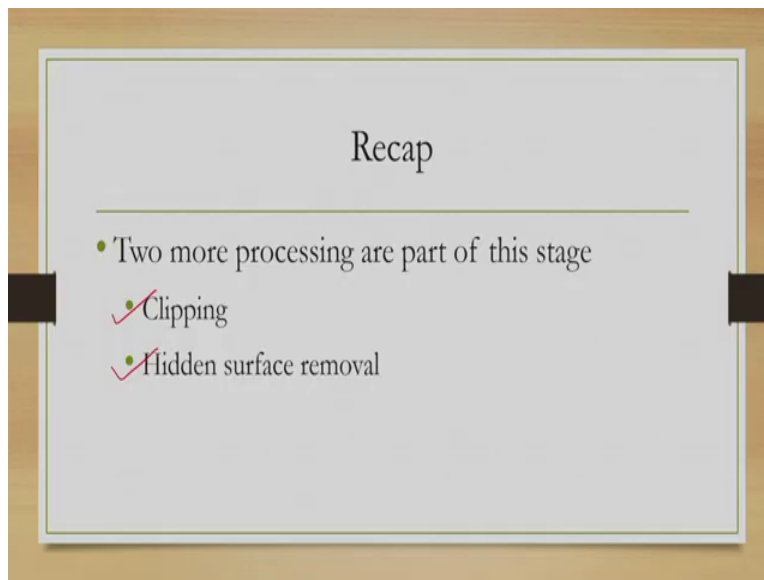 Recap
Two more processing are part of this stage
Clipping
Hidden surface removal